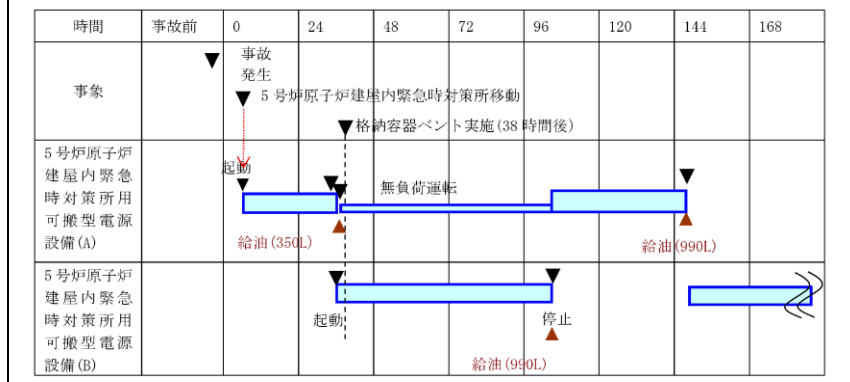 時間 事故前 0 24 48 72 96 120 144 168
事象
事故
発生
5号炉原子炉建屋内緊急時対策所移動
格納容器ベント実施(38時間後)
5号炉原子炉
建屋内緊急
時対策所用
可搬型電源
設備(A)
起動
無負荷運転
給油(350L)
給油(990L)
5号炉原子炉
建屋内緊急
時対策所用
可搬型電源
設備(B)
起動
停止
給油(990L)